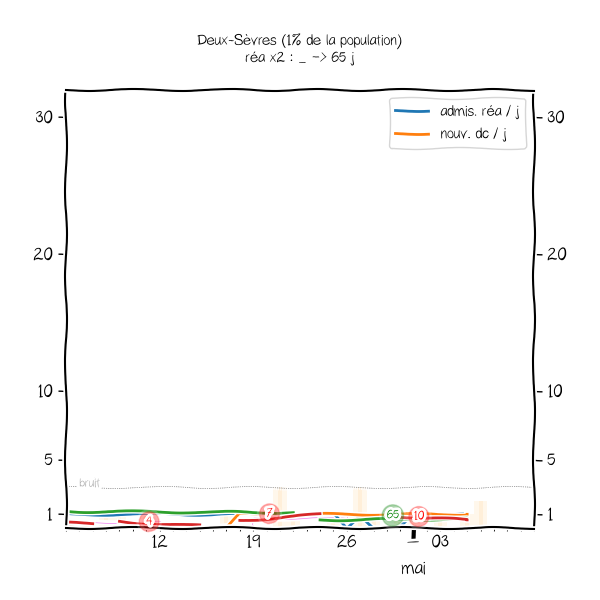 Deux-Sèvres (1% de la population)
réa x2 : _ -> 65 j
admis. réa / j
nouv. dc / j
30 30
20 20
10 10
5 5
bruit
1 1
4 7 65 10
12 19 26 _ 03
mai